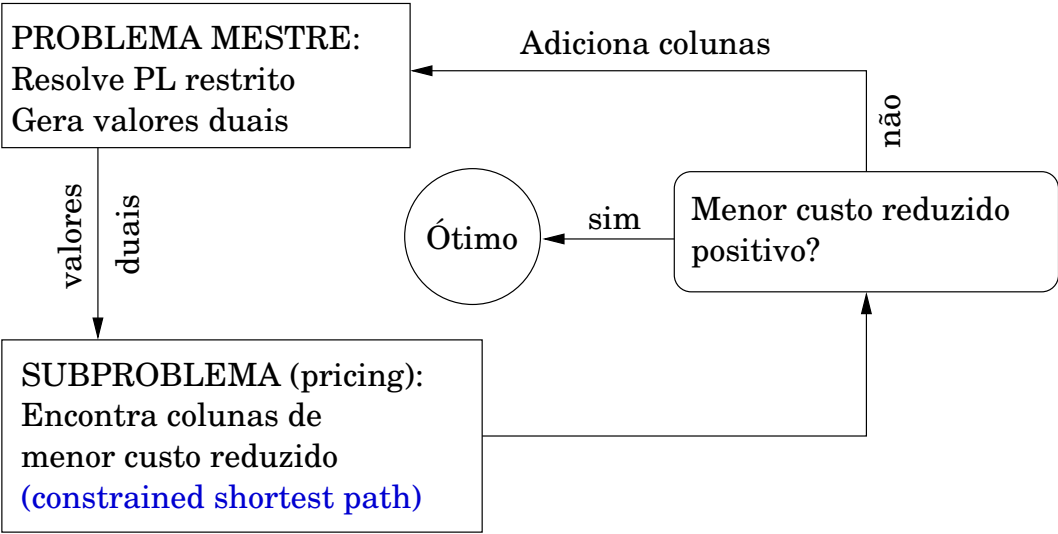 PROBLEMA MESTRE:
Resolve PL restrito
Gera valores duais
Adiciona colunas
não
valores
duais
Ótimo
sim
Menor custo reduzido
positivo?
SUBPROBLEMA (pricing):
Encontra colunas de
menor custo reduzido
(constrained shortest path)